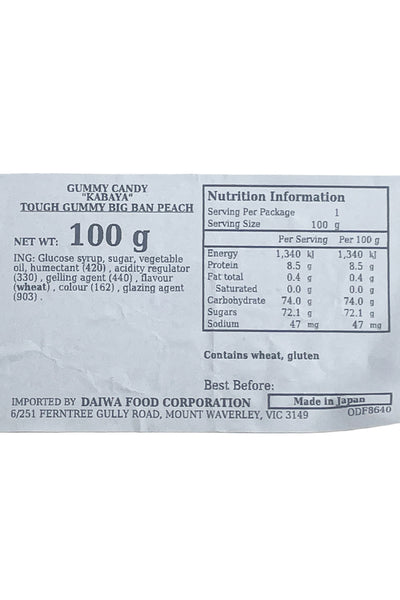 GUMMY CANDY
"KABAYA"
TOUGH GUMMY BIG BAN PEACH
NET WT: 100 g
ING: Glucose syrup, sugar, vegetable
oil, humectant (420) , acidity regulator
(330) , gelling agent (440) , flavour
(wheat) , colour (162) , glazing agent
(903) .
Nutrition Information
Serving Per Package 1
Serving Size 100 g
Per Serving Per 100 g
Energy 1,340 kJ 1,340 kJ
Protein 8.5 g 8.5 g
Fat total 0.4 g 0.4 g
Saturated 0.0 g 0.0 g
Carbohydrate 74.0 g 74.0 g
Sugars 72.1 g 72.1 g
Sodium 47 mg 47 mg
Contains wheat, gluten
Best Before:
IMPORTED BY DAIWA FOOD CORPORATION
6/251 FERNTREE GULLY ROAD, MOUNT WAVERLEY, VIC 3149
Made in Japan
ODF8640